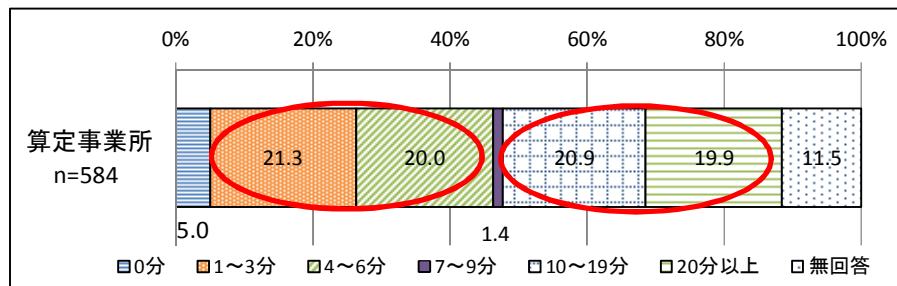 0% 20% 40% 60% 80% 100%
算定事業所
n=584
21.3 20.0 20.9 19.9 11.5
5.0 1.4
0分 1～3分 4～6分 7～9分 10～19分 20分以上 無回答